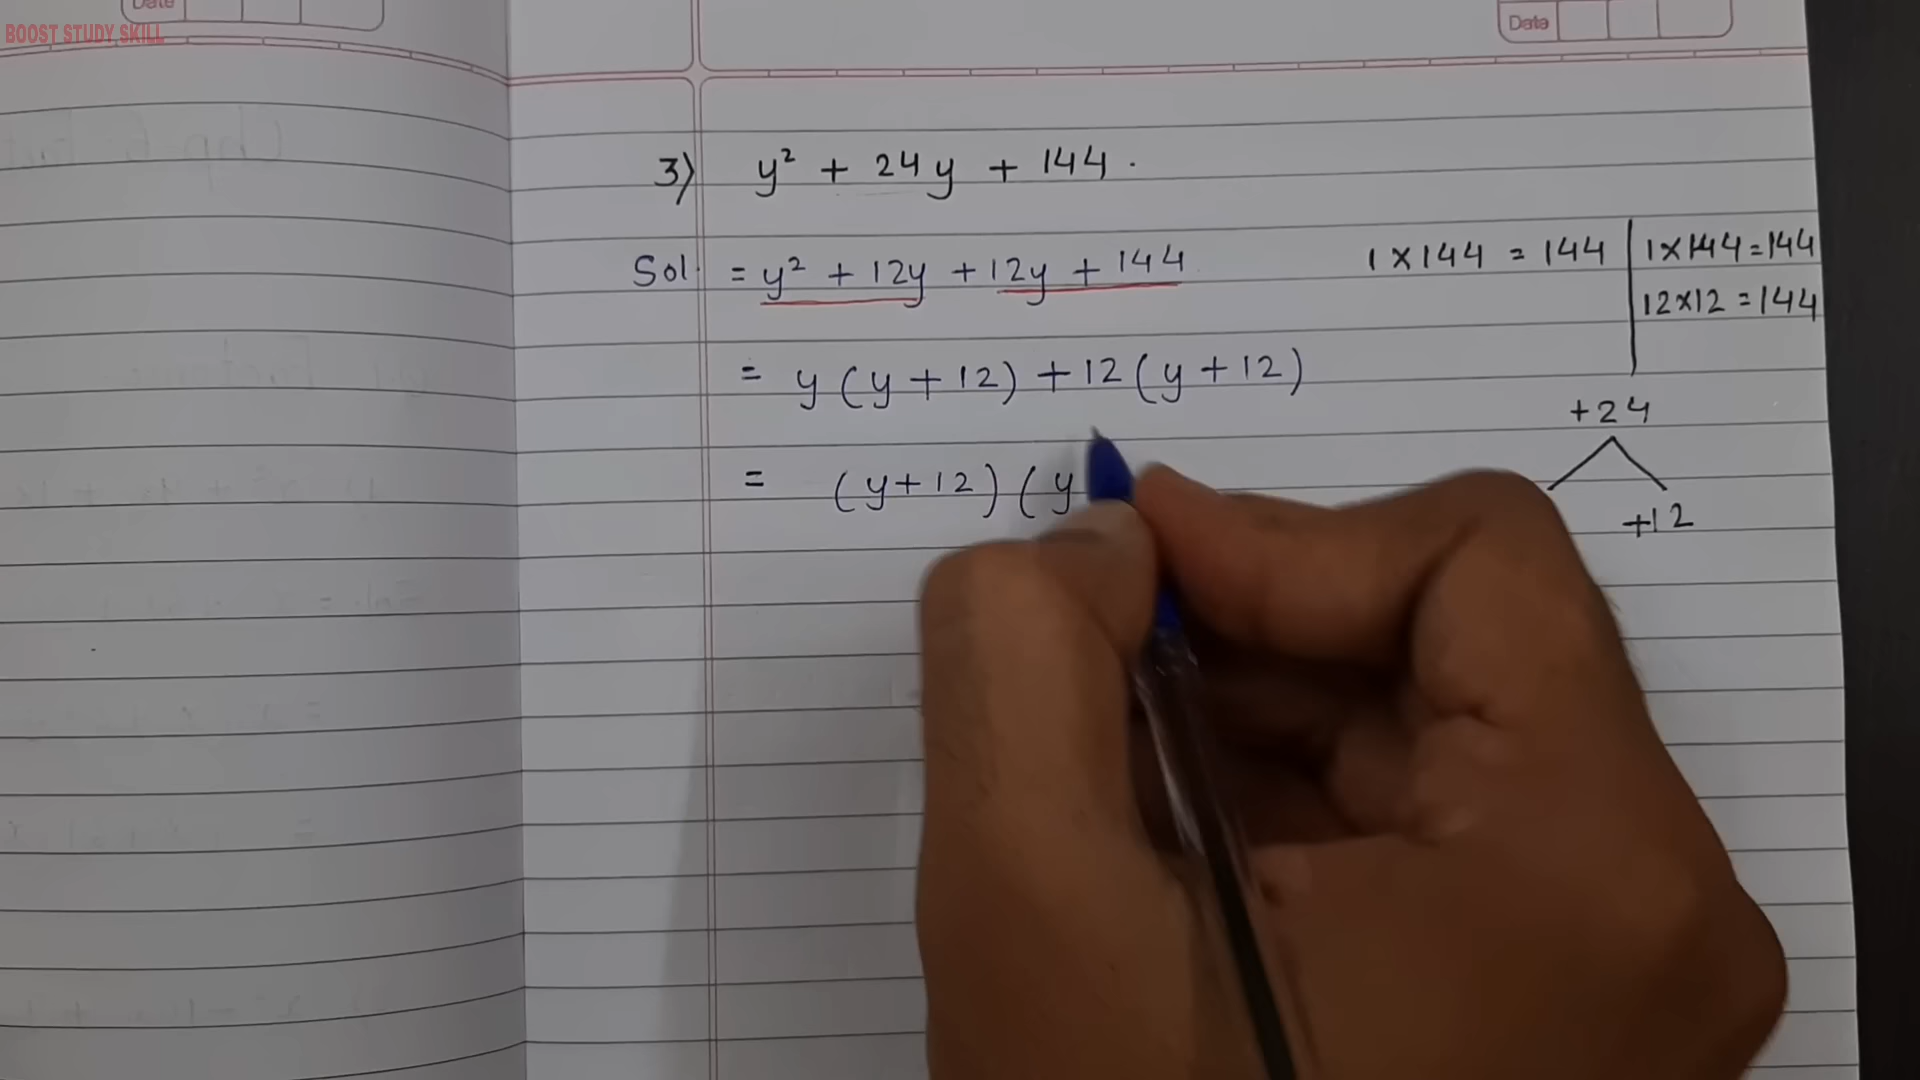 Date
BOOST STUDY SKILL
Data
3) y² + 24y + 144.
Sol. = y² + 12y + 12y + 144
1 × 144 = 144
1 × 144 = 144
12 × 12 = 144
= y (y + 12) + 12 (y + 12)
+24
+12
= (y + 12) (y